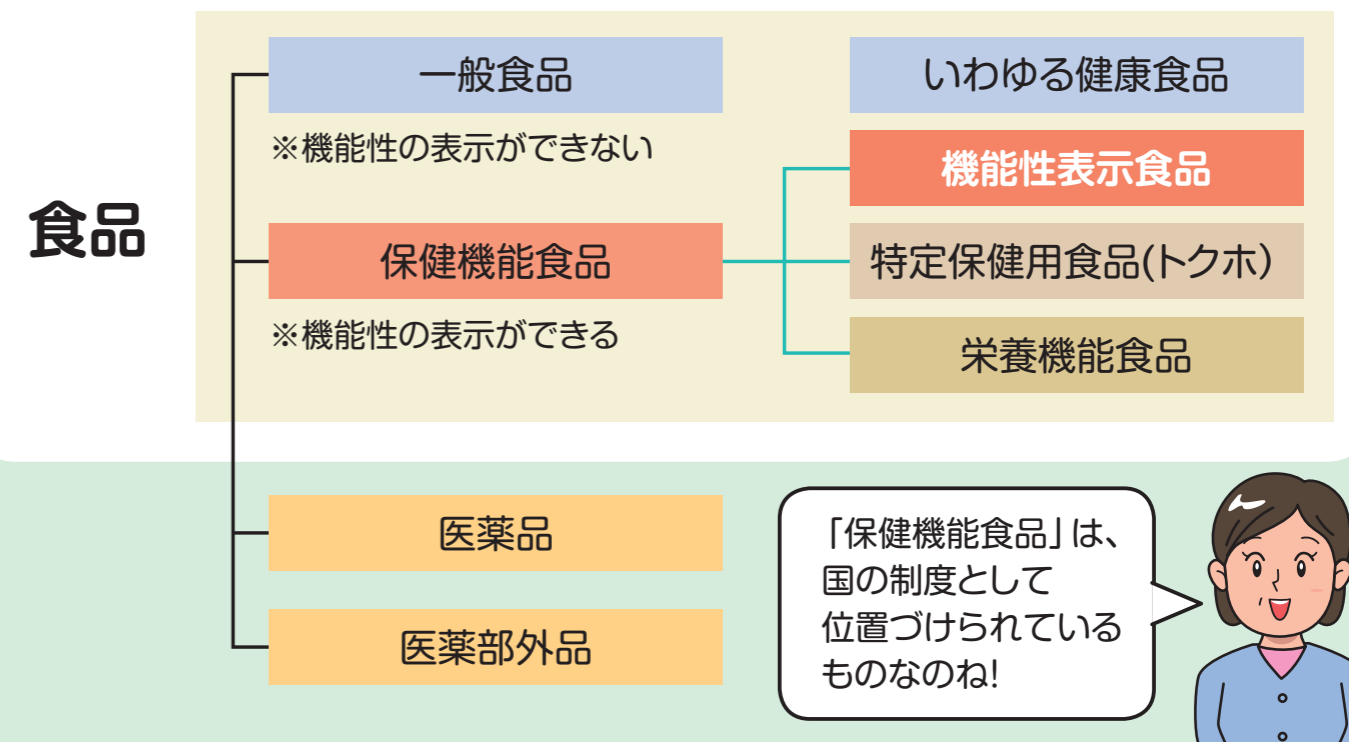 食品
一般食品
※機能性の表示ができない
保健機能食品
※機能性の表示ができる
いわゆる健康食品
機能性表示食品
特定保健用食品(トクホ）
栄養機能食品
医薬品
医薬部外品
「保健機能食品」は、
国の制度として
位置づけられている
ものなのね!